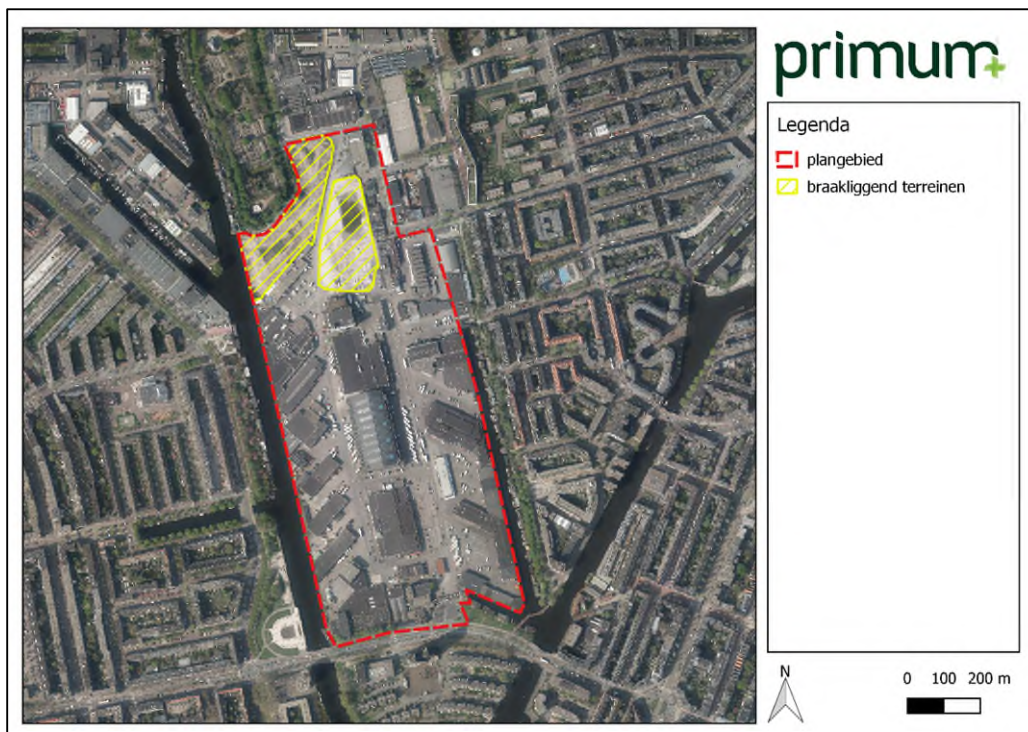 primum
Legenda
plangebied
braakliggend terreinen
N
0 100 200 m